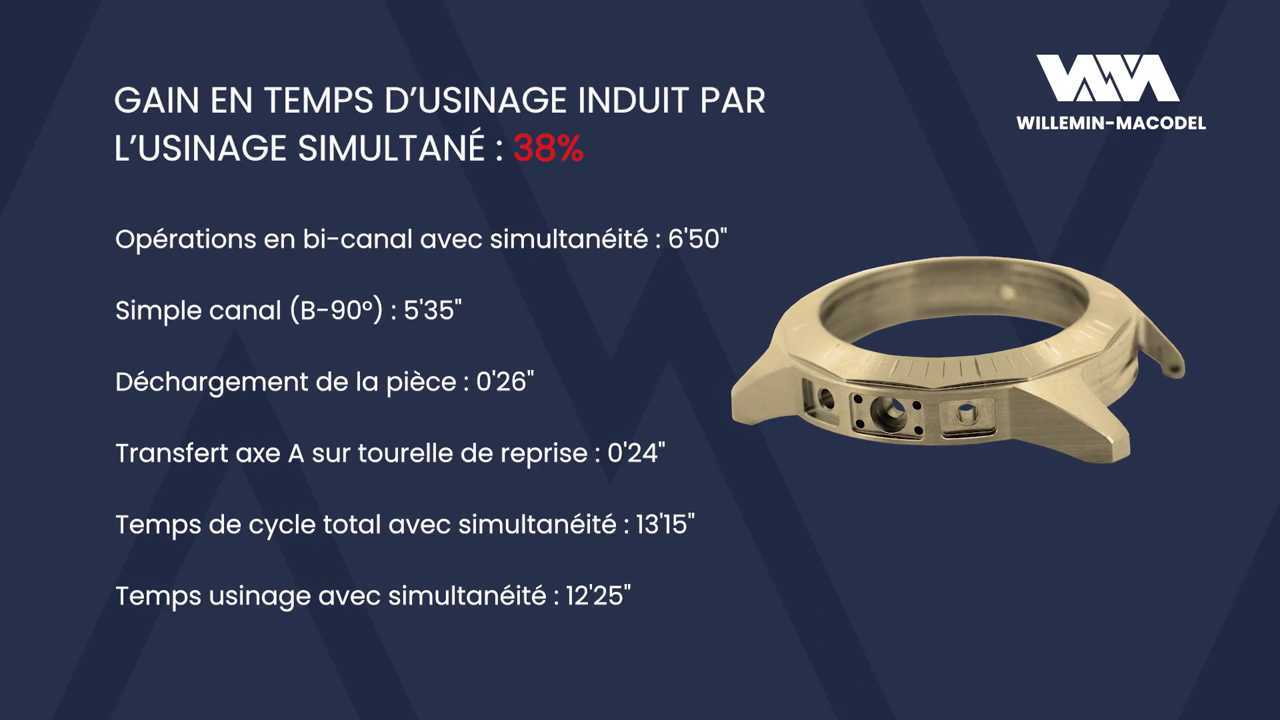 GAIN EN TEMPS D’USINAGE INDUIT PAR
L’USINAGE SIMULTANÉ : 38%
WILLEMIN-MACODEL
Opérations en bi-canal avec simultanéité : 6'50"
Simple canal (B-90°) : 5'35"
Déchargement de la pièce : 0'26"
Transfert axe A sur tourelle de reprise : 0'24"
Temps de cycle total avec simultanéité : 13'15"
Temps usinage avec simultanéité : 12'25"